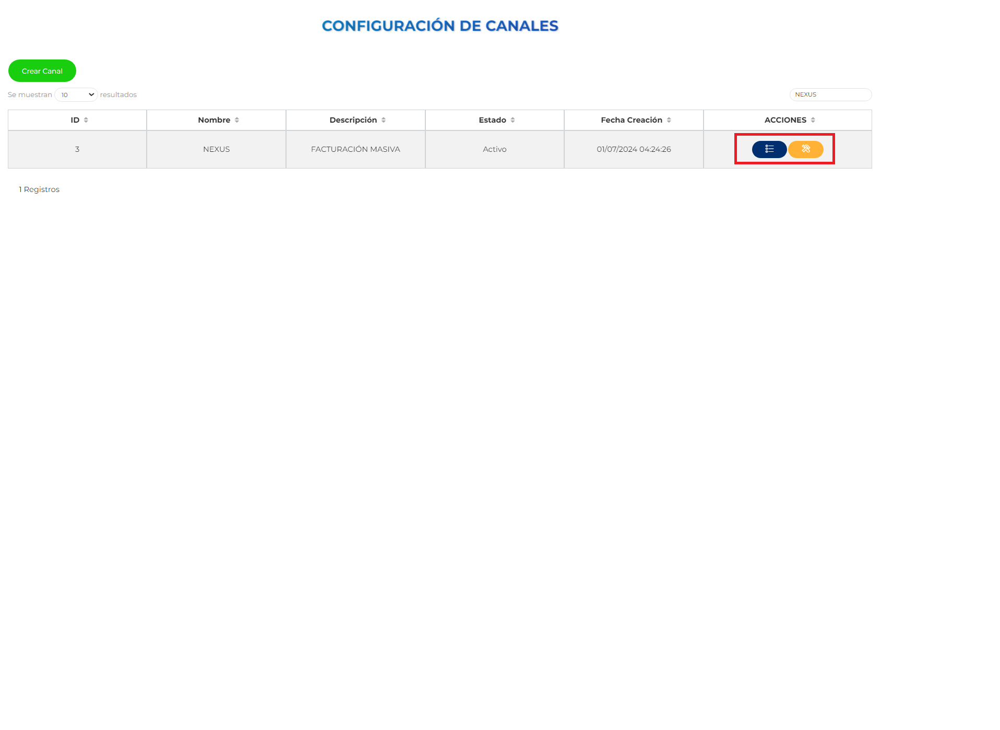 CONFIGURACIÓN DE CANALES
Crear Canal
Se muestran 10 resultados
NEXUS
ID Nombre Descripción Estado Fecha Creación ACCIONES
3 NEXUS FACTURACIÓN MASIVA Activo 01/07/2024 04:24:26
1 Registros